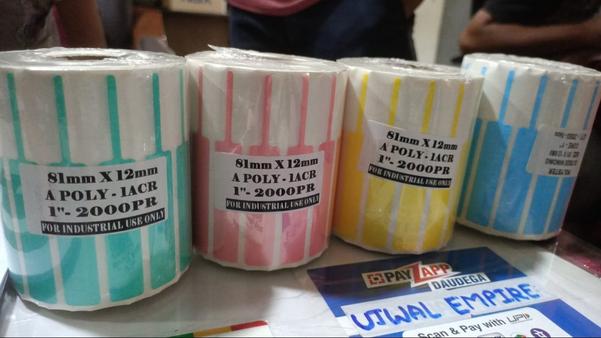 81mm X 12mm
A POLY - 1ACR
1"- 2000PR
FOR INDUSTRIAL USE ONLY
81mm X 12mm
A POLY - 1ACR
1"- 2000PR
FOR INDUSTRIAL USE ONLY
81mm X 12mm
A POLY - 1ACR
1"- 2000PR
FOR INDUSTRIAL USE ONLY
PAYZAPP
DAUDEGA
UJWAL EMPIRE
Scan & Pay with UPI